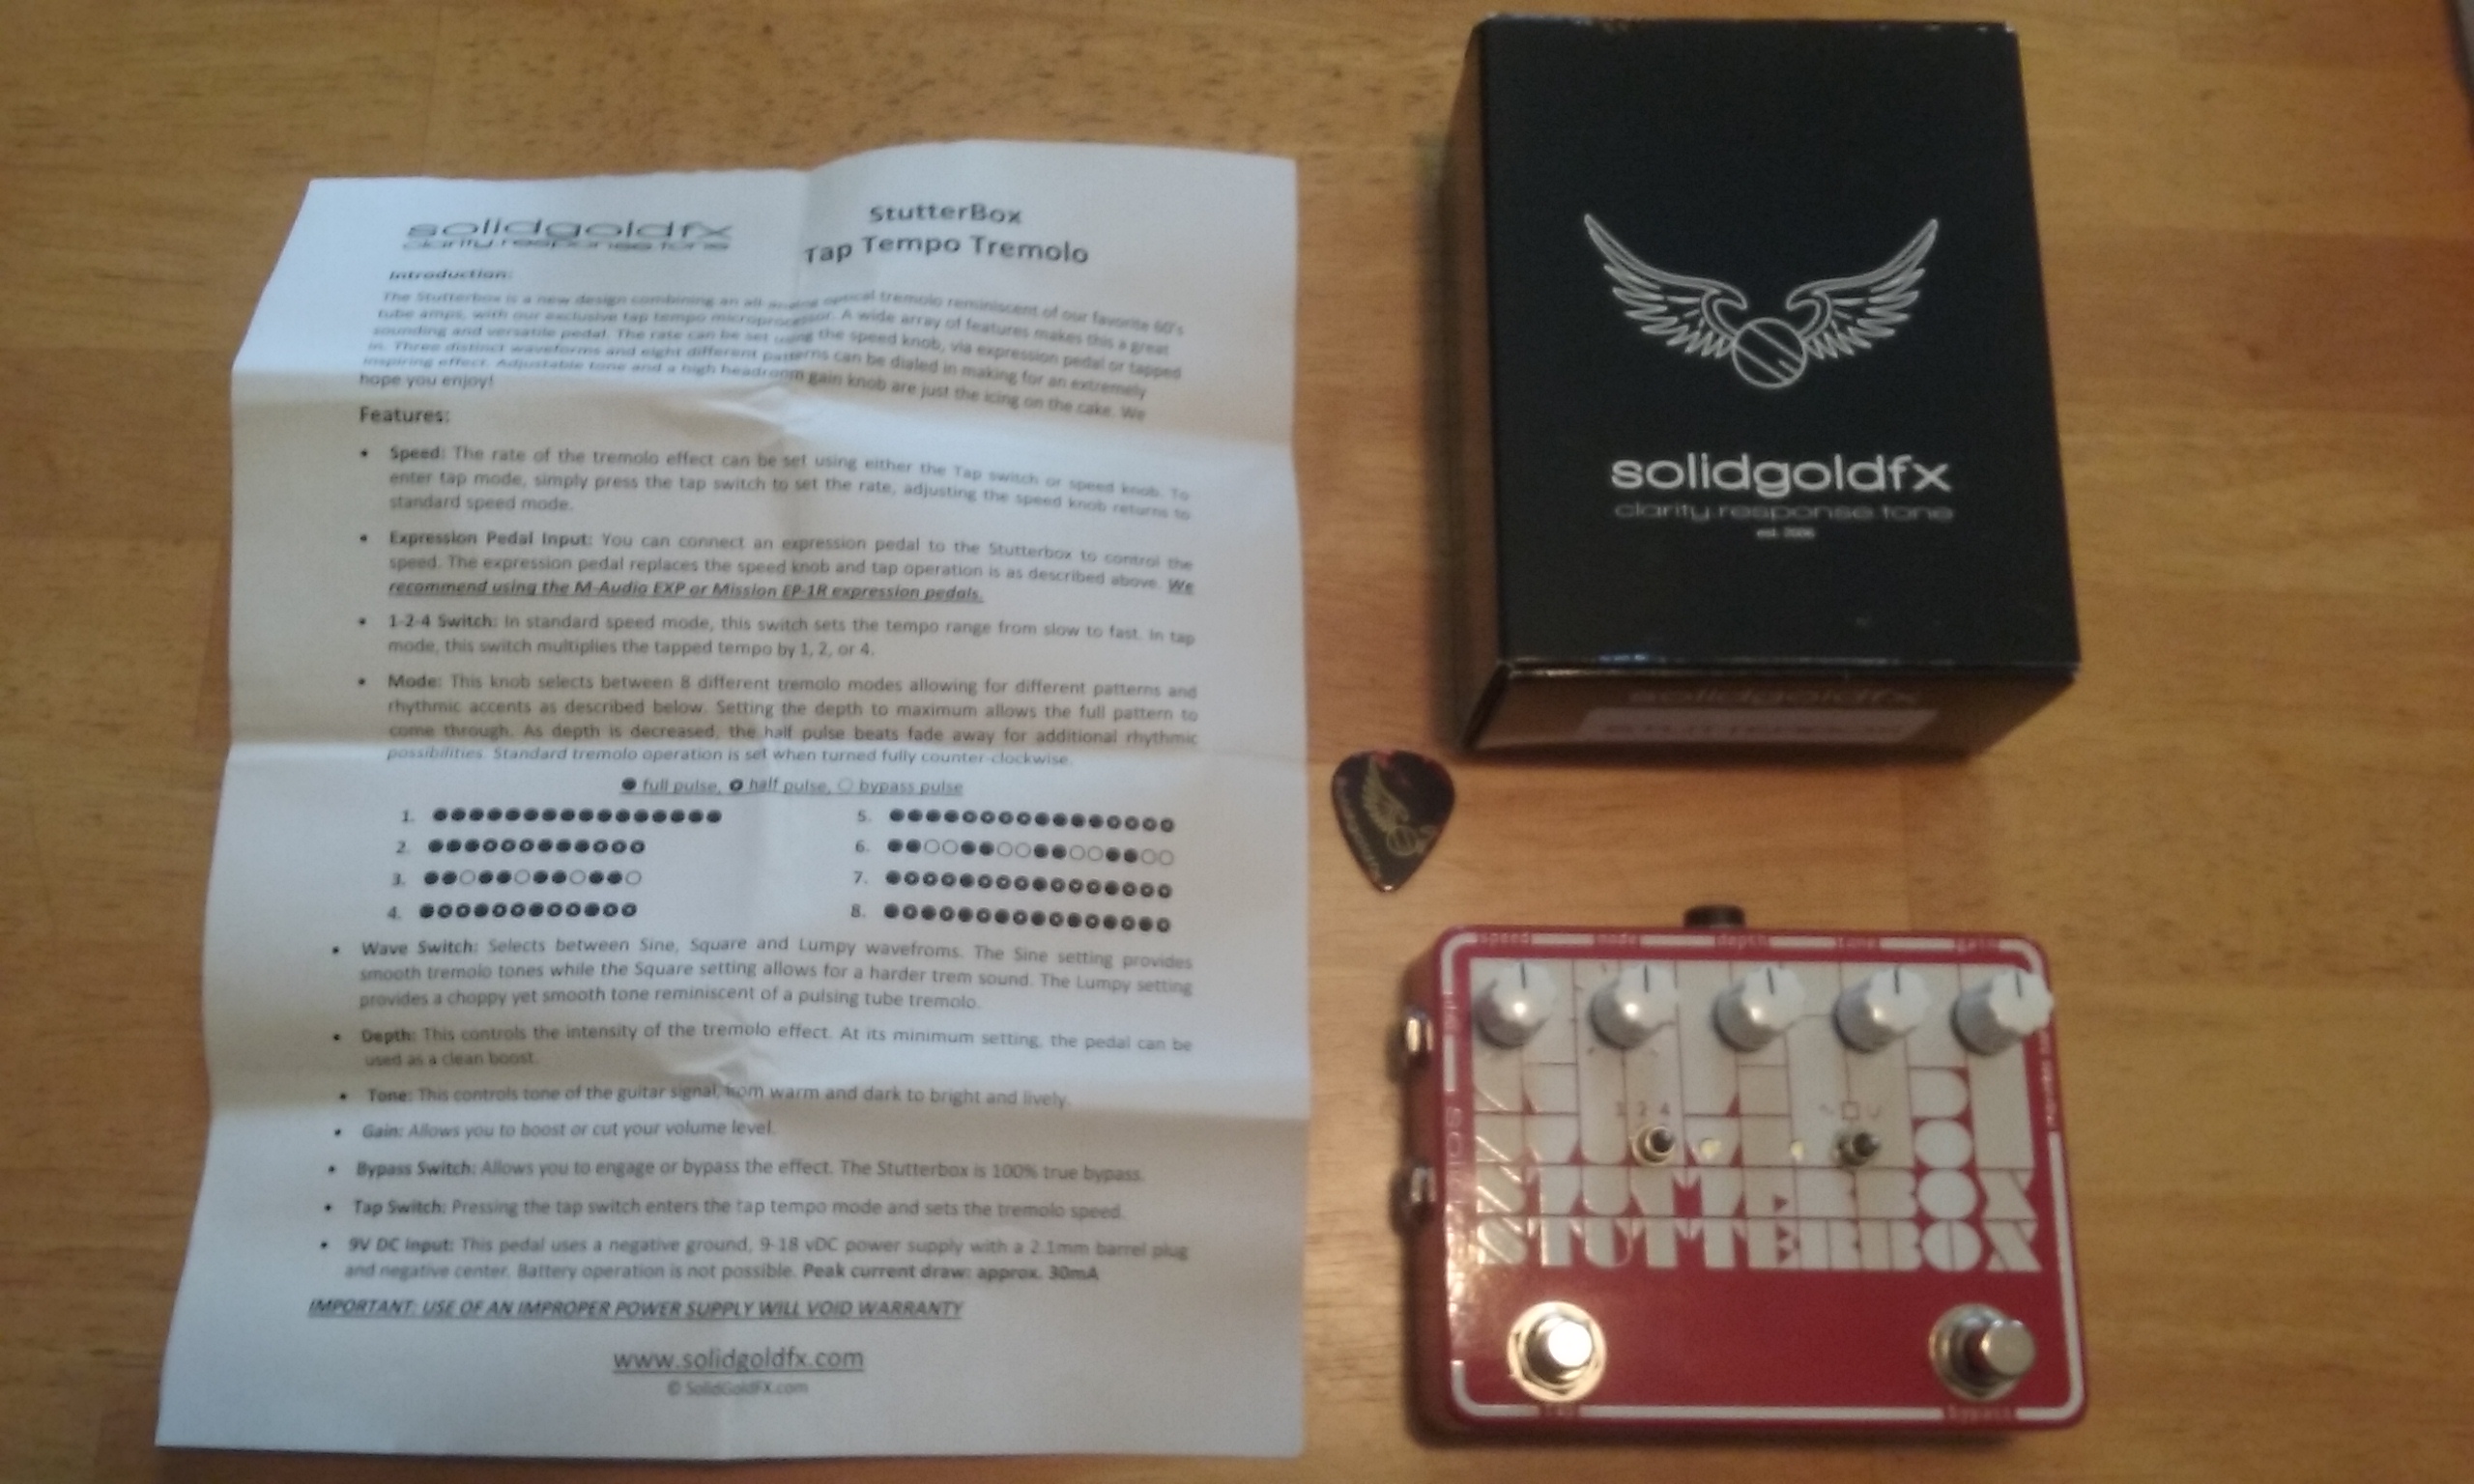 solidgoldfx
clarity.response.tone
StutterBox
Tap Tempo Tremolo
Introduction:
The Stutterbox is a new design combining an all-analog optical tremolo reminiscent of our favorite 60's
tube amps, with our exclusive tap tempo microprocessor. A wide array of features makes this a great
sounding and versatile pedal. The rate can be set using the speed knob, via expression pedal or tapped
in. Three distinct waveforms and eight different patterns can be dialed in making for an extremely
inspiring effect. Adjustable tone and a high headroom gain knob are just the icing on the cake. We
hope you enjoy!
Features:
• Speed: The rate of the tremolo effect can be set using either the Tap switch or speed knob. To
enter tap mode, simply press the tap switch to set the rate, adjusting the speed knob returns to
standard speed mode.
• Expression Pedal Input: You can connect an expression pedal to the Stutterbox to control the
speed. The expression pedal replaces the speed knob and tap operation is as described above. We
recommend using the M-Audio EXP or Mission EP-1R expression pedals.
• 1-2-4 Switch: In standard speed mode, this switch sets the tempo range from slow to fast. In tap
mode, this switch multiplies the tapped tempo by 1, 2, or 4.
• Mode: This knob selects between 8 different tremolo modes allowing for different patterns and
rhythmic accents as described below. Setting the depth to maximum allows the full pattern to
come through. As depth is decreased, the half pulse beats fade away for additional rhythmic
possibilities. Standard tremolo operation is set when turned fully counter-clockwise.
full pulse, half pulse, bypass pulse
1.
2.
3.
4.
5.
6.
7.
8.
• Wave Switch: Selects between Sine, Square and Lumpy wavefroms. The Sine setting provides
smooth tremolo tones while the Square setting allows for a harder trem sound. The Lumpy setting
provides a choppy yet smooth tone reminiscent of a pulsing tube tremolo.
• Depth: This controls the intensity of the tremolo effect. At its minimum setting, the pedal can be
used as a clean boost.
• Tone: This controls tone of the guitar signal, from warm and dark to bright and lively.
• Gain: Allows you to boost or cut your volume level.
• Bypass Switch: Allows you to engage or bypass the effect. The Stutterbox is 100% true bypass.
• Tap Switch: Pressing the tap switch enters the tap tempo mode and sets the tremolo speed.
• 9V DC Input: This pedal uses a negative ground, 9-18 vDC power supply with a 2.1mm barrel plug
and negative center. Battery operation is not possible. Peak current draw: approx. 30mA
IMPORTANT: USE OF AN IMPROPER POWER SUPPLY WILL VOID WARRANTY
www.solidgoldfx.com
© SolidGoldFX.com
solidgoldfx
clarity.response.tone
est. 2006
solidgoldfx
speed mode depth tone gain
1 2 4
STUTTERBOX
STUTTERBOX
tap
bypass